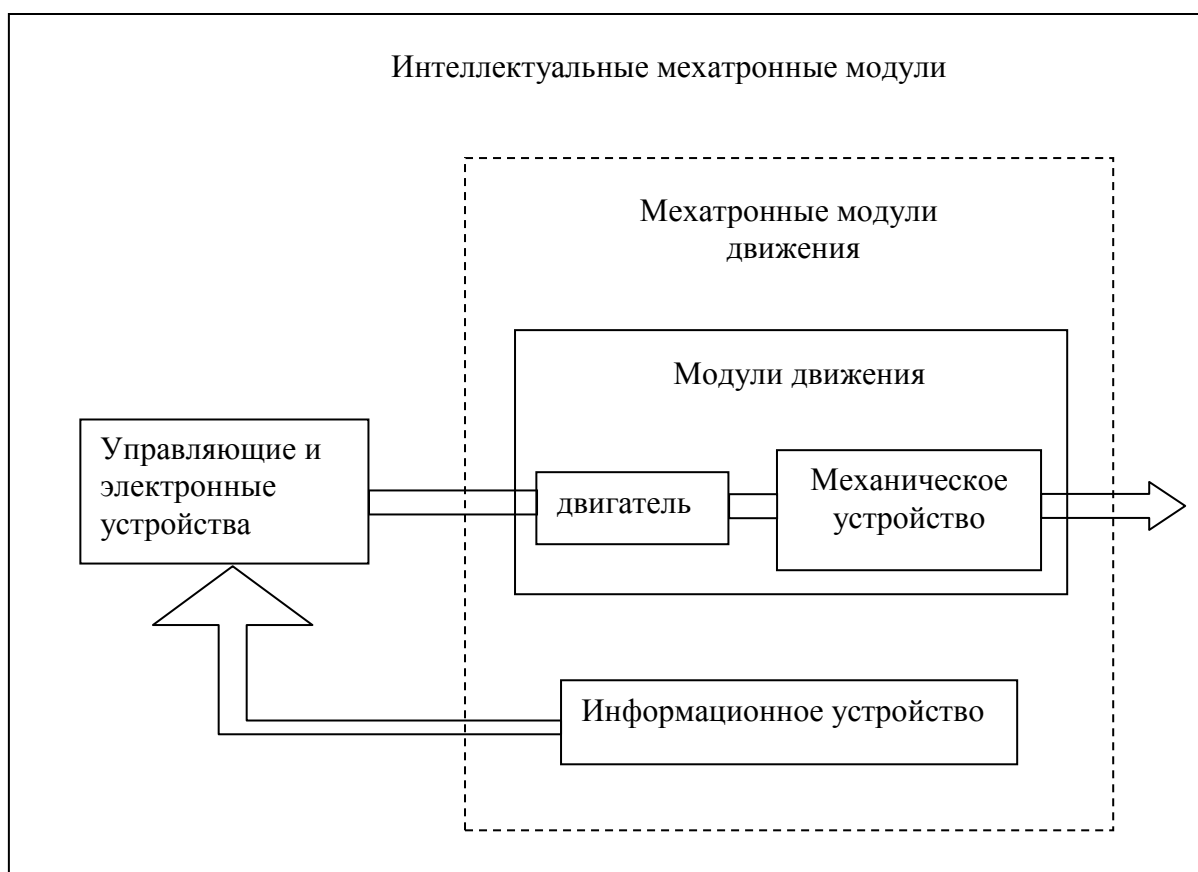 Интеллектуальные мехатронные модули
Мехатронные модули
движения
Модули движения
Управляющие и
электронные
устройства
двигатель
Механическое
устройство
Информационное устройство